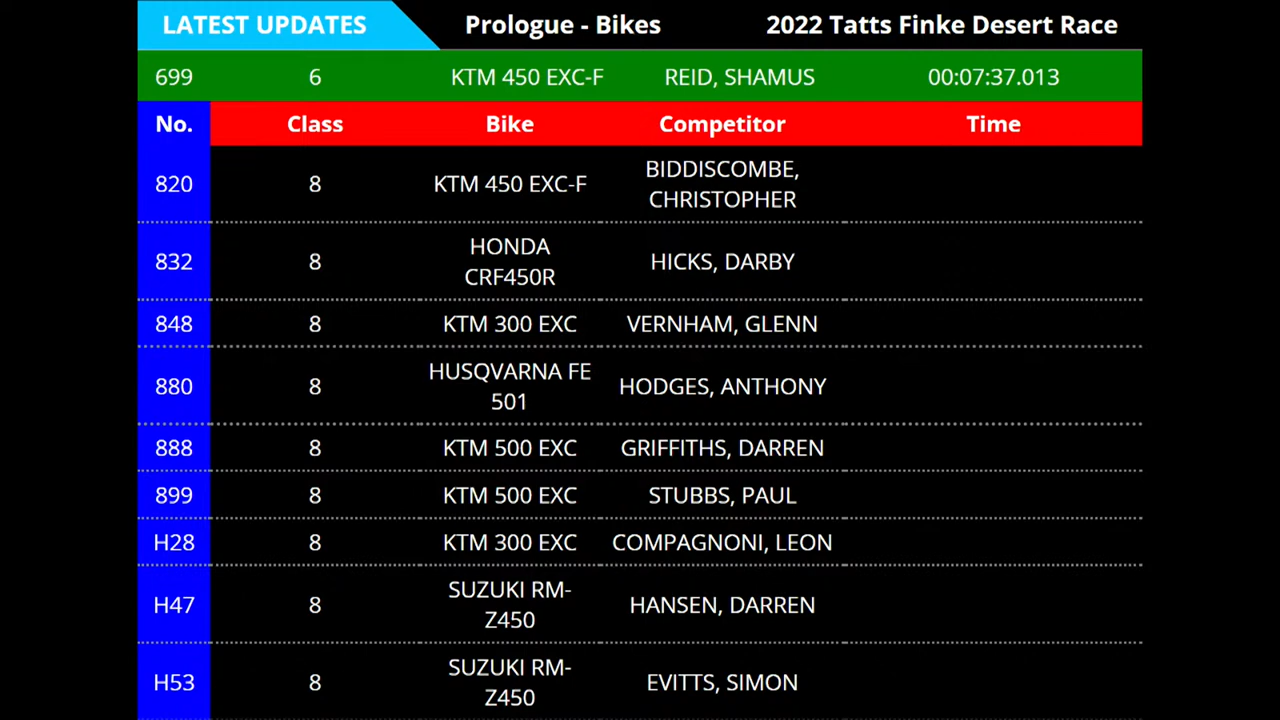 LATEST UPDATES Prologue - Bikes 2022 Tatts Finke Desert Race
699 6 KTM 450 EXC-F REID, SHAMUS 00:07:37.013
No. Class Bike Competitor Time
820 8 KTM 450 EXC-F BIDDISCOMBE,
CHRISTOPHER
832 8 HONDA
CRF450R HICKS, DARBY
848 8 KTM 300 EXC VERNHAM, GLENN
880 8 HUSQVARNA FE
501 HODGES, ANTHONY
888 8 KTM 500 EXC GRIFFITHS, DARREN
899 8 KTM 500 EXC STUBBS, PAUL
H28 8 KTM 300 EXC COMPAGNONI, LEON
H47 8 SUZUKI RM-
Z450 HANSEN, DARREN
H53 8 SUZUKI RM-
Z450 EVITTS, SIMON